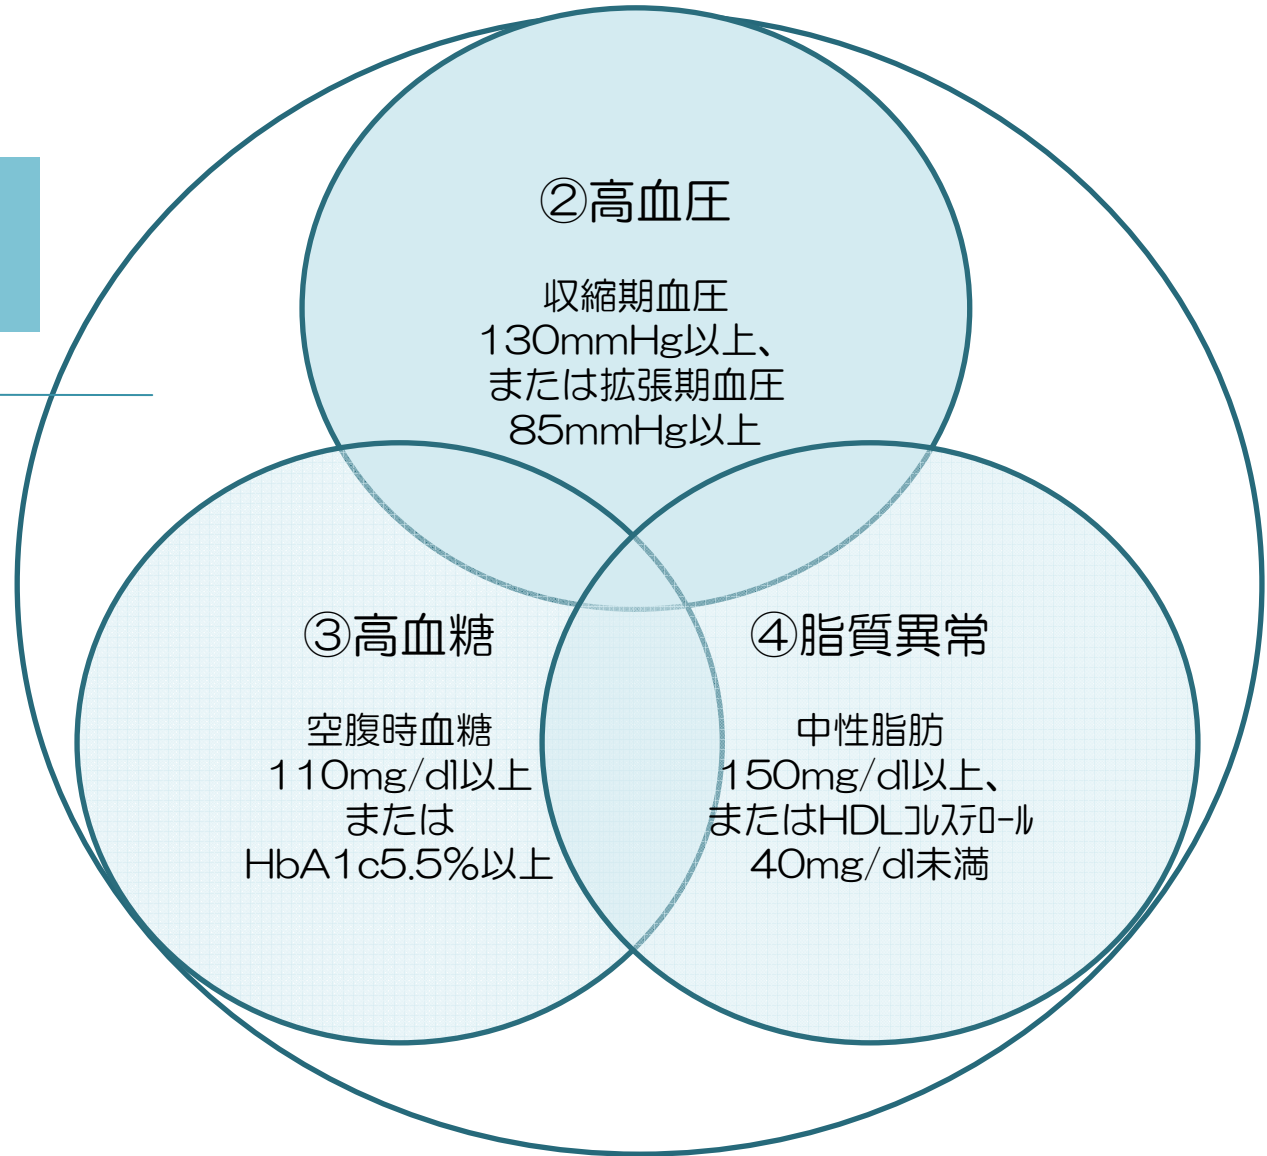 ②高血圧
収縮期血圧
130mmHg以上、
または拡張期血圧
85mmHg以上
③高血糖
空腹時血糖
110mg/dl以上
または
HbA1c5.5%以上
④脂質異常
中性脂肪
150mg/dl以上、
またはHDLｺﾚｽﾃﾛｰﾙ
40mg/dl未満